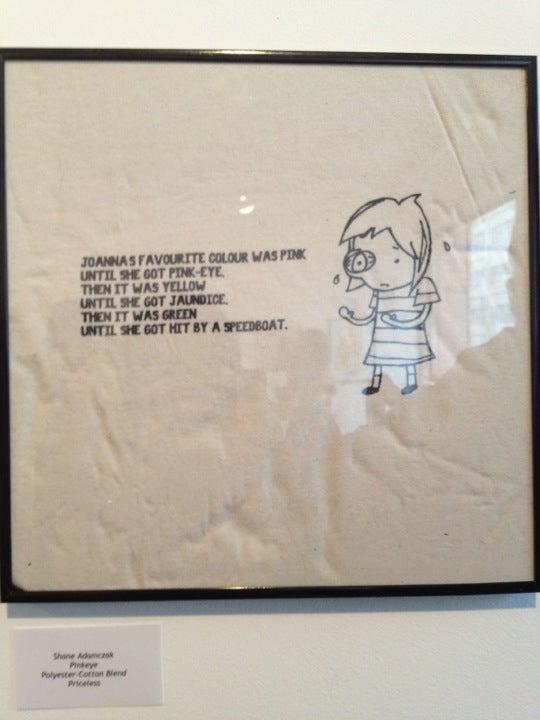 JOANNAS FAVOURITE COLOUR WAS PINK
UNTIL SHE GOT PINK-EYE.
THEN IT WAS YELLOW
UNTIL SHE GOT JAUNDICE.
THEN IT WAS GREEN
UNTIL SHE GOT HIT BY A SPEEDBOAT.
Shane Adamczak
Pinkeye
Polyester-Cotton Blend
Priceless